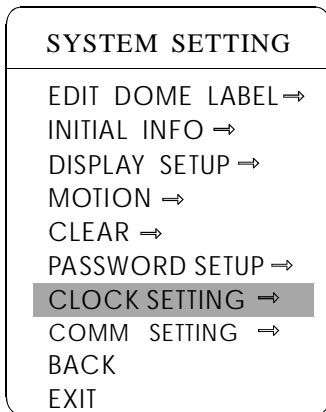 SYSTEM SETTING
EDIT DOME LABEL⇒
INITIAL INFO ⇒
DISPLAY SETUP ⇒
MOTION ⇒
CLEAR ⇒
PASSWORD SETUP ⇒
CLOCK SETTING ⇒
COMM SETTING ⇒
BACK
EXIT